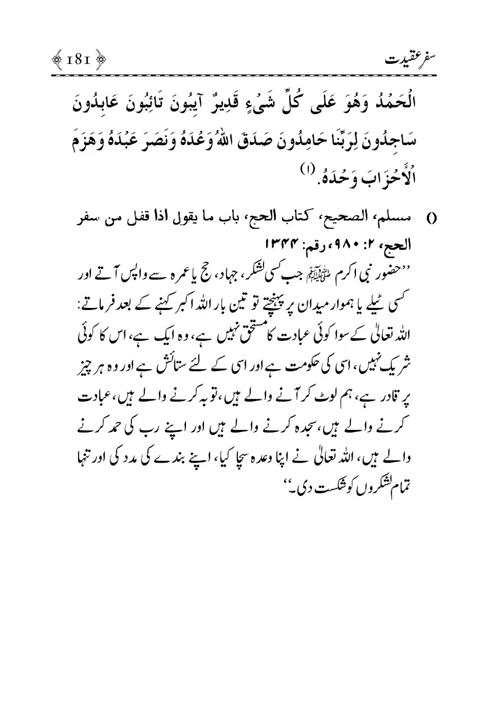 سفرِ عقیدت ﴿181﴾
الْحَمْدُ وَهُوَ عَلَی كُلِّ شَیْءٍ قَدِيرٌ آيِبُونَ تَائِبُونَ عَابِدُونَ
سَاجِدُونَ لِرَبِّنَا حَامِدُونَ صَدَقَ اللهُ وَعْدَهُ وَنَصَرَ عَبْدَهُ وَهَزَمَ
الْأَحْزَابَ وَحْدَهُ.(١)
() مسلم، الصحیح، کتاب الحج، باب ما یقول اذا قفل من سفر
الحج، ۲: ۹۸۰، رقم: ۱۳۴۴
’’حضور نبی اکرم ﷺ جب کسی لشکر، جہاد، حج یا عمرہ سے واپس آتے اور
کسی ٹیلے یا ہموار میدان پر پہنچتے تو تین بار اللہ اکبر کہنے کے بعد فرماتے:
اللہ تعالیٰ کے سوا کوئی عبادت کا مستحق نہیں ہے، وہ ایک ہے، اس کا کوئی
شریک نہیں، اسی کی حکومت ہے اور اسی کے لئے ستائش ہے اور وہ ہر چیز
پر قادر ہے، ہم لوٹ کر آنے والے ہیں، توبہ کرنے والے ہیں، عبادت
کرنے والے ہیں، سجدہ کرنے والے ہیں اور اپنے رب کی حمد کرنے
والے ہیں، اللہ تعالیٰ نے اپنا وعدہ سچا کیا، اپنے بندے کی مدد کی اور تنہا
تمام لشکروں کو شکست دی۔‘‘